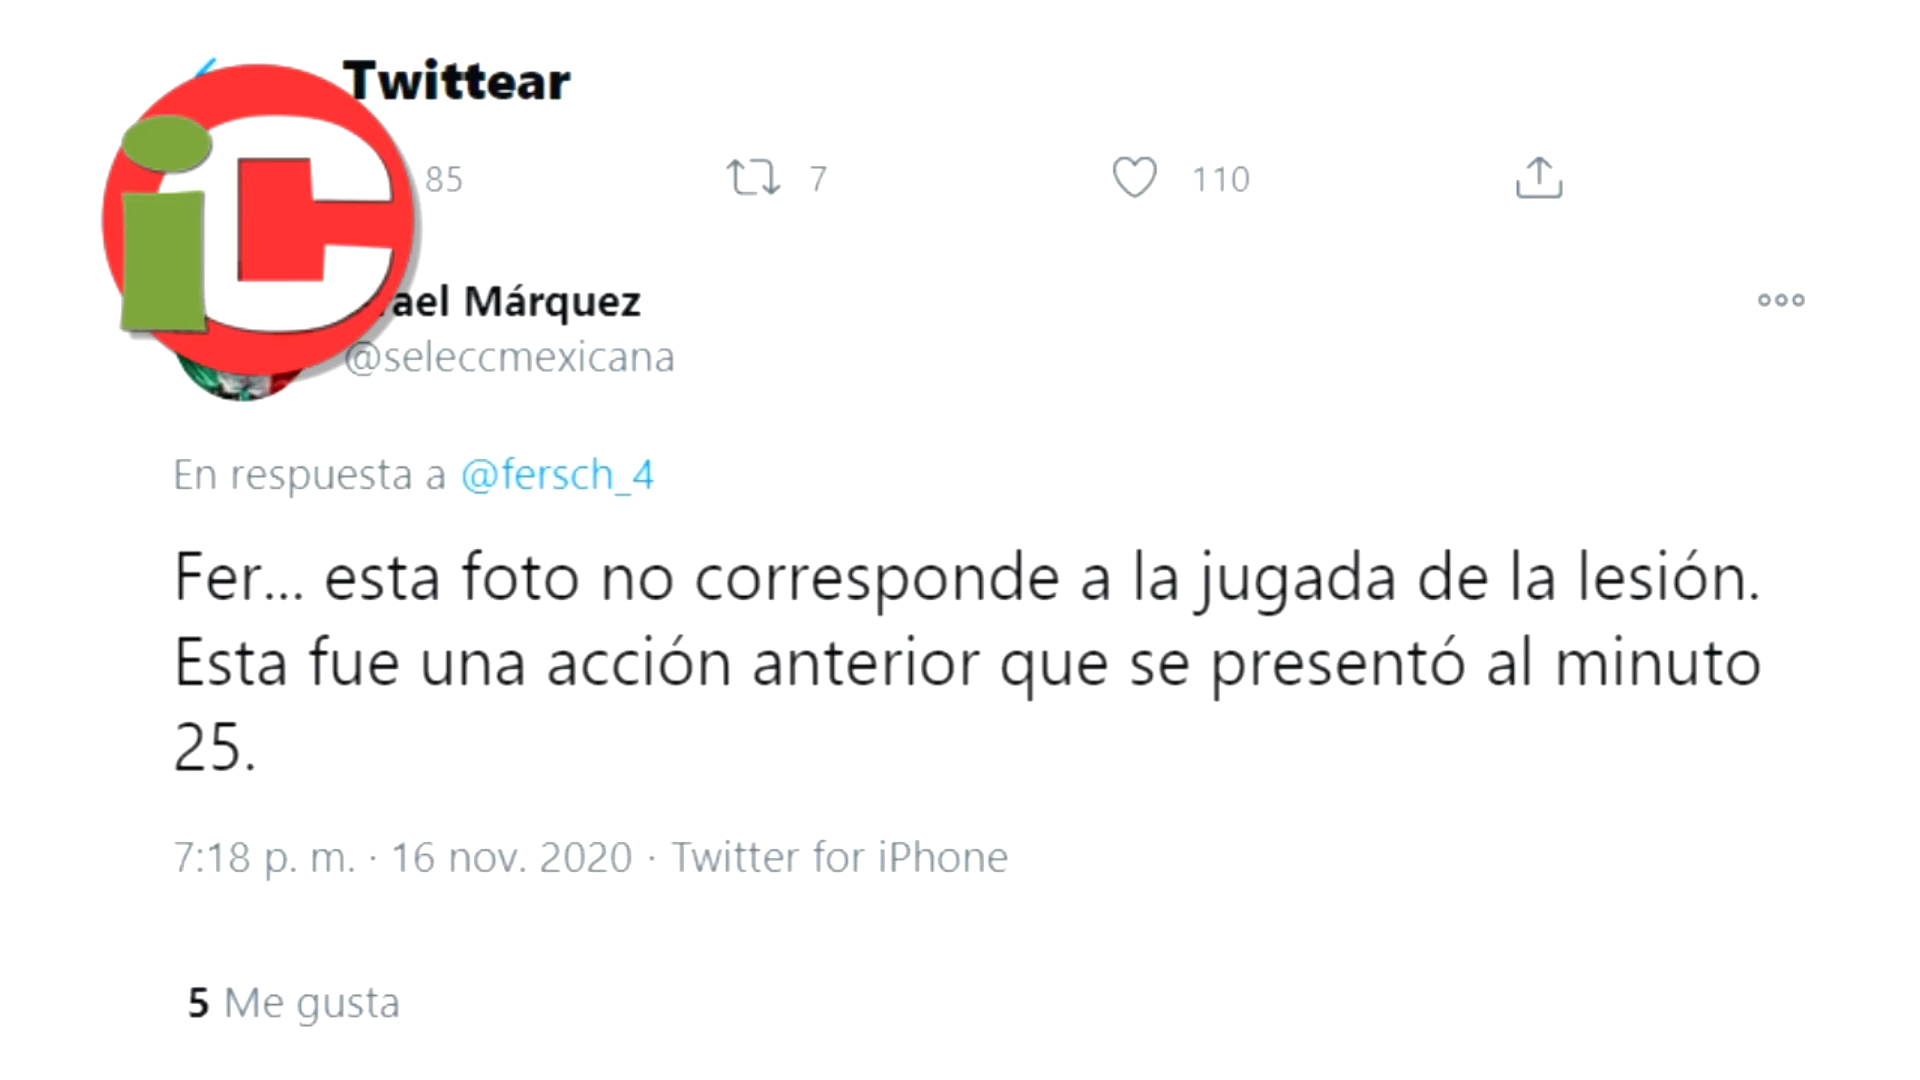 Twittear
85 7 110
Márquez
@seleccmexicana
En respuesta a @fersch_4
Fer... esta foto no corresponde a la jugada de la lesión.
Esta fue una acción anterior que se presentó al minuto
25.
7:18 p. m. · 16 nov. 2020 · Twitter for iPhone
5 Me gusta
iC